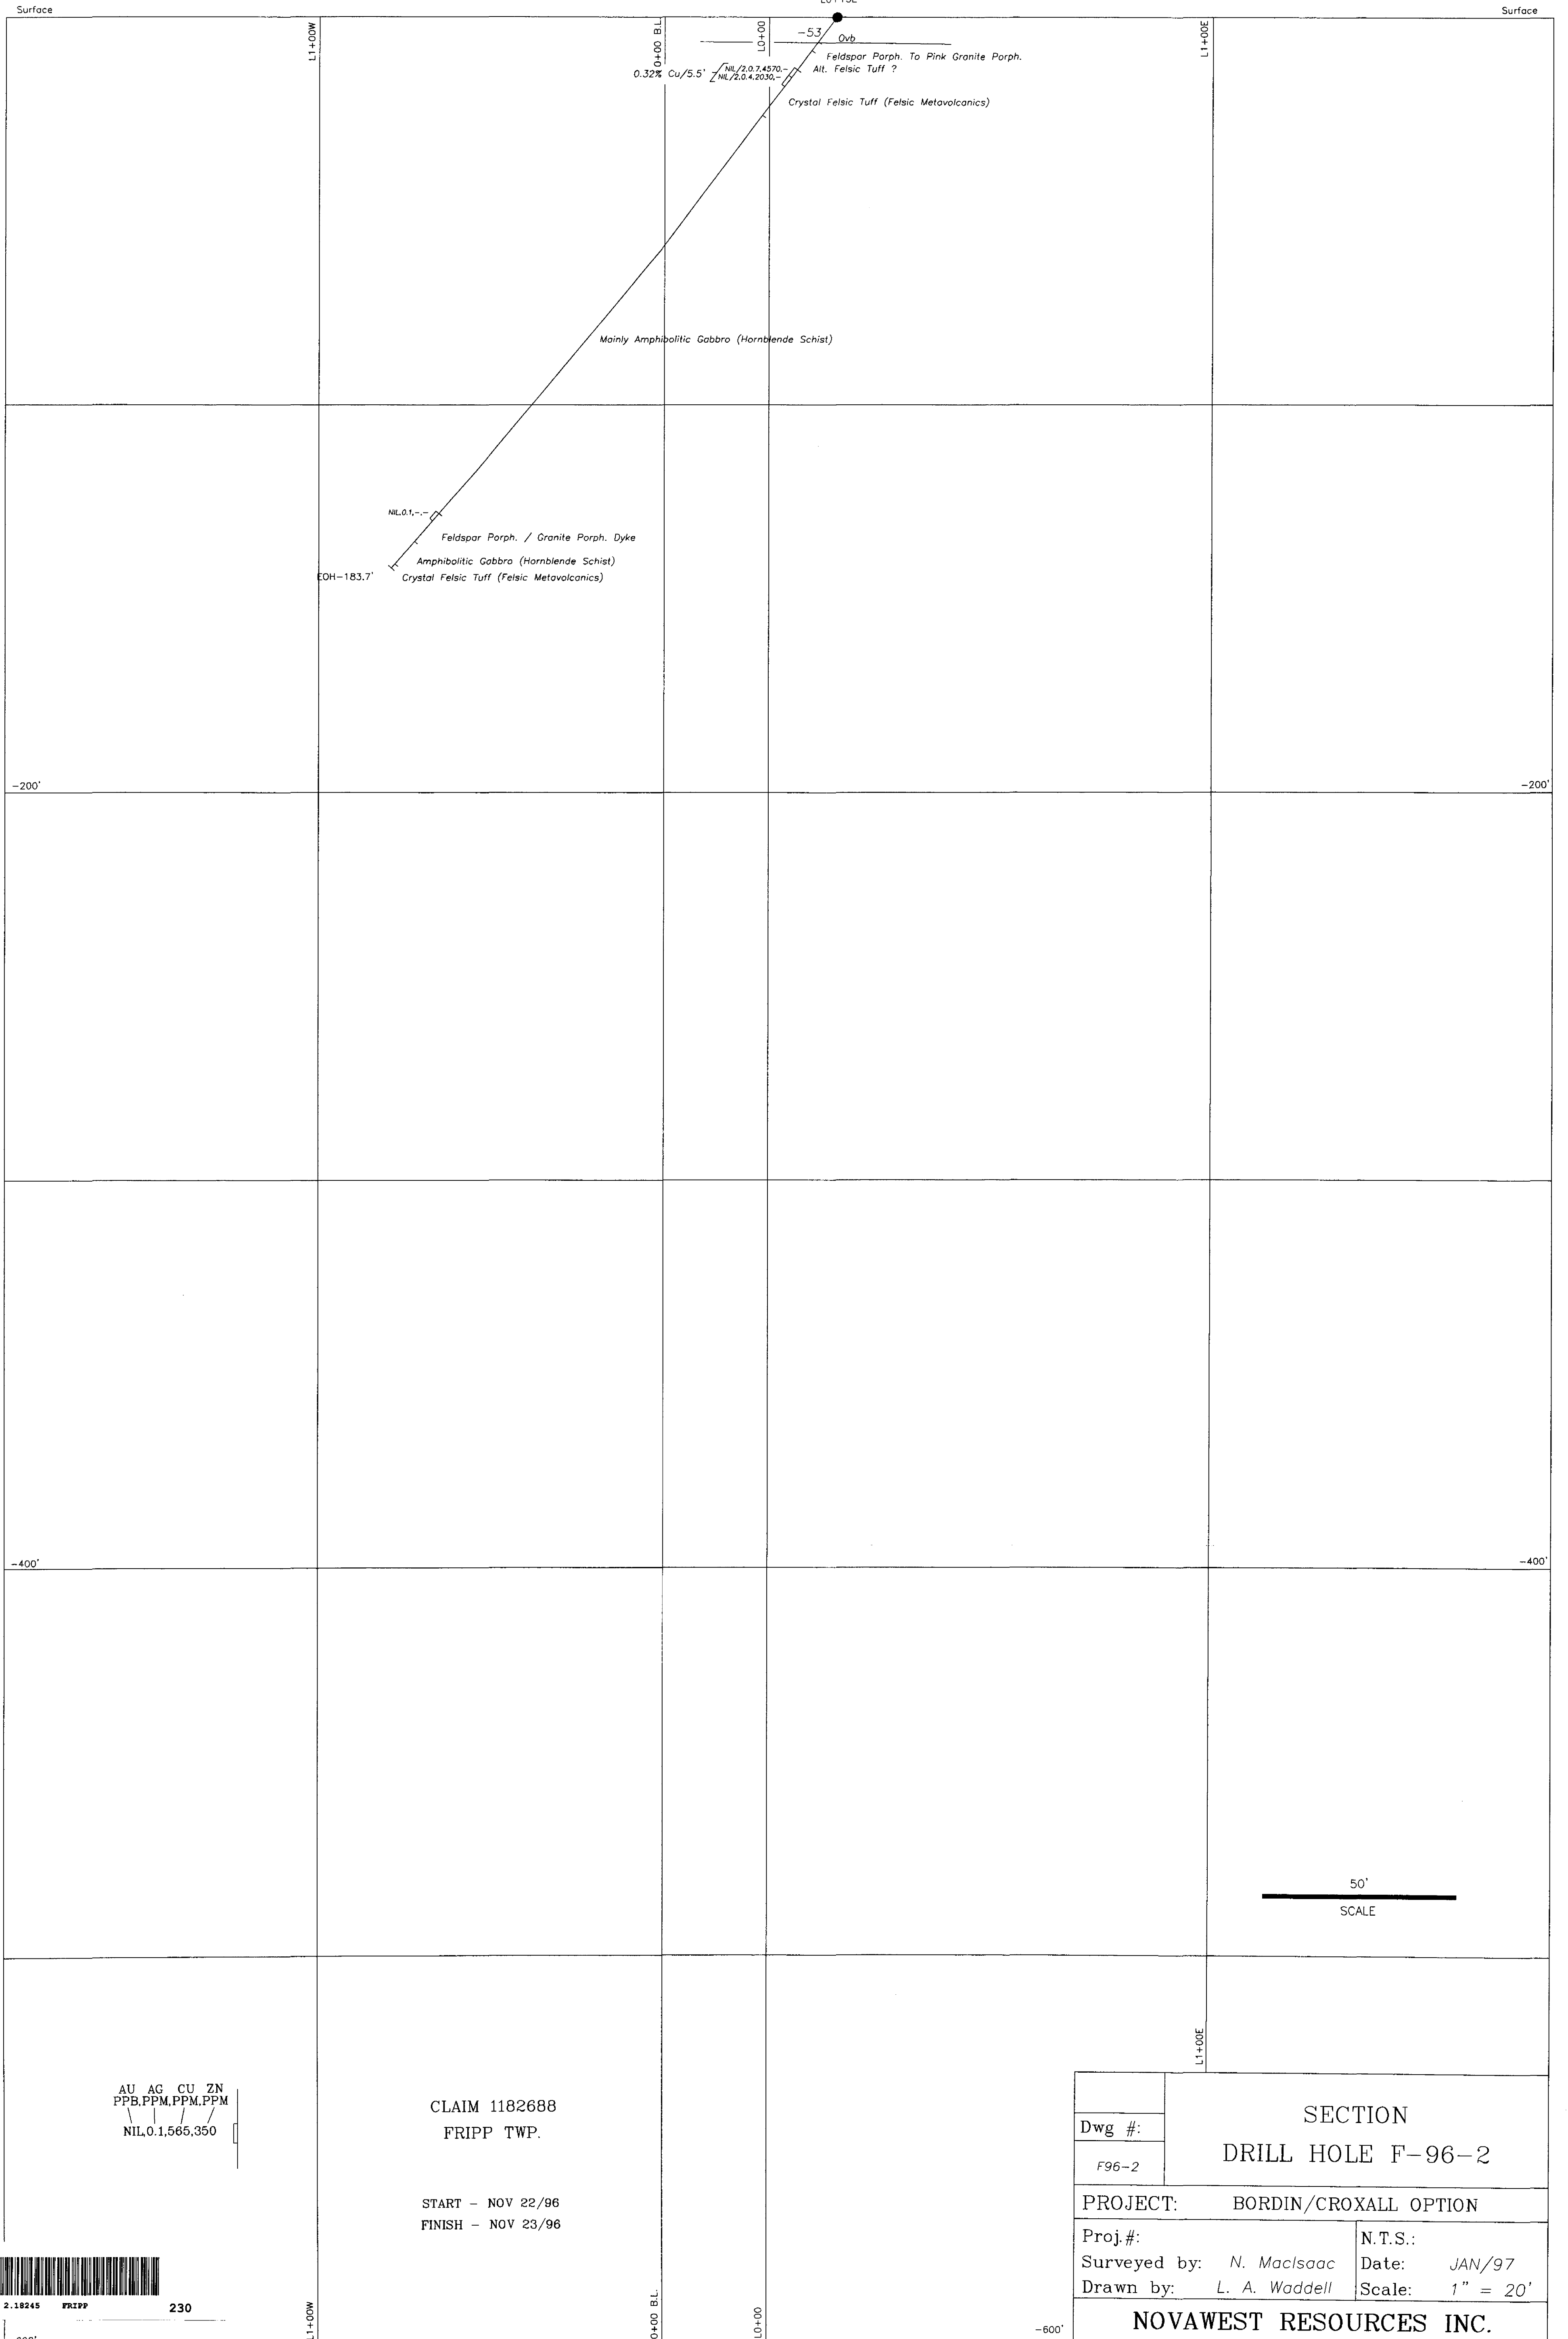 Surface
Surface
L1+00W
0+00 B.L.
L0+00
L1+00E
-53
Ovb
Feldspar Porph. To Pink Granite Porph.
0.32% Cu/5.5'
NIL/2.0.7,4570,-
NIL/2.0.4,2030,-
Alt. Felsic Tuff ?
Crystal Felsic Tuff (Felsic Metavolcanics)
Mainly Amphibolitic Gabbro (Hornblende Schist)
NIL,0.1,-,-
Feldspar Porph. / Granite Porph. Dyke
Amphibolitic Gabbro (Hornblende Schist)
EOH-183.7'
Crystal Felsic Tuff (Felsic Metavolcanics)
-200'
-200'
-400'
-400'
50'
SCALE
L1+00E
AU AG CU ZN
PPB,PPM,PPM,PPM
NIL,0.1,565,350
CLAIM 1182688
FRIPP TWP.
START - NOV 22/96
FINISH - NOV 23/96
SECTION
DRILL HOLE F-96-2
Dwg #:
F96-2
PROJECT: BORDIN/CROXALL OPTION
Proj.#:
N.T.S.:
Surveyed by: N. MacIsaac
Date: JAN/97
Drawn by: L. A. Waddell
Scale: 1" = 20'
NOVAWEST RESOURCES INC.
2.18245 FRIPP 230
L1+00W
0+00 B.L.
L0+00
-600'